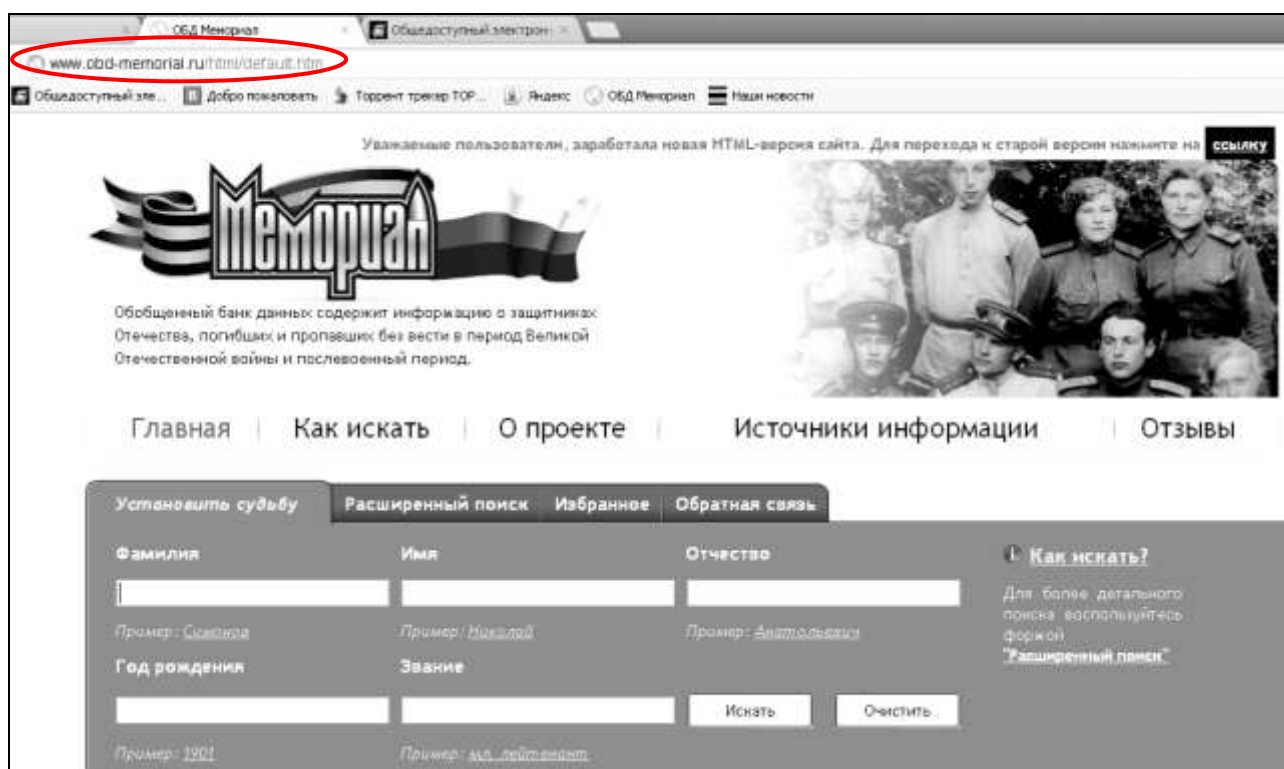 ОБД Мемориал
Общедоступный электрон
www.obd-memorial.ru/html/default.htm
Общедоступный эле... Добро пожаловать Торрент трекер TOP... Яндекс ОБД Мемориал Наши новости
Уважаемые пользователи, заработала новая HTML-версия сайта. Для перехода к старой версии нажмите на ссылку
Мемориал
Обобщенный банк данных содержит информацию о защитниках
Отечества, погибших и пропавших без вести в период Великой
Отечественной войны и послевоенный период.
Главная Как искать О проекте Источники информации Отзывы
Установить судьбу Расширенный поиск Избранное Обратная связь
Фамилия Имя Отчество Как искать?
Для более детального
поиска воспользуйтесь
формой
"Расширенный поиск"
Пример: Симонов Пример: Николай Пример: Анатольевич
Год рождения Звание
Искать Очистить
Пример: 1901 Пример: мл. лейтенант